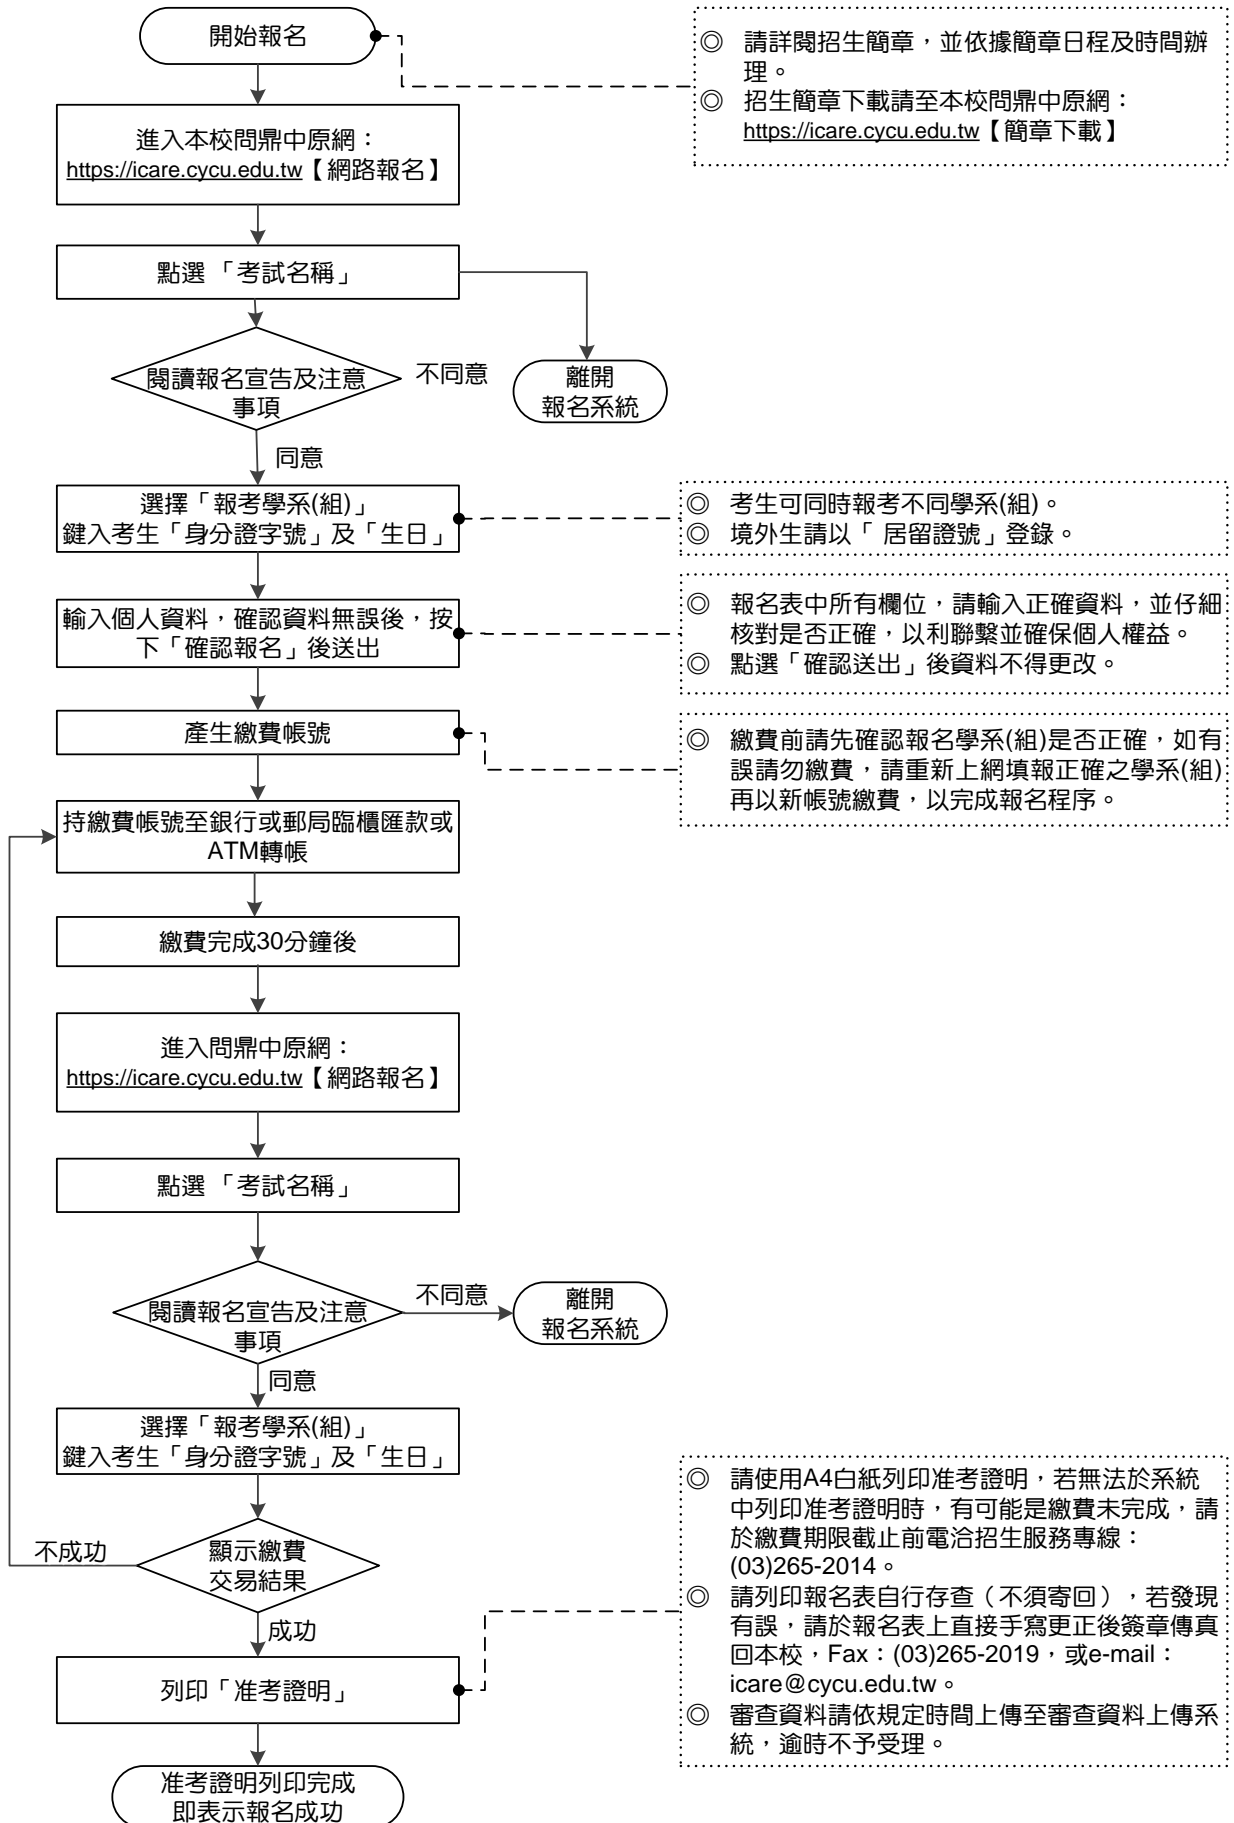 開始報名
◎ 請詳閱招生簡章，並依據簡章日程及時間辦
理。
◎ 招生簡章下載請至本校問鼎中原網：
https://icare.cycu.edu.tw【簡章下載】
進入本校問鼎中原網：
https://icare.cycu.edu.tw【網路報名】
點選 「考試名稱」
閱讀報名宣告及注意
事項
不同意
離開
報名系統
同意
選擇「報考學系(組)」
鍵入考生「身分證字號」及「生日」
◎ 考生可同時報考不同學系(組)。
◎ 境外生請以「 居留證號」登錄。
輸入個人資料，確認資料無誤後，按
下「確認報名」後送出
◎ 報名表中所有欄位，請輸入正確資料，並仔細
核對是否正確，以利聯繫並確保個人權益。
◎ 點選「確認送出」後資料不得更改。
產生繳費帳號
◎ 繳費前請先確認報名學系(組)是否正確，如有
誤請勿繳費，請重新上網填報正確之學系(組)
再以新帳號繳費，以完成報名程序。
持繳費帳號至銀行或郵局臨櫃匯款或
ATM轉帳
繳費完成30分鐘後
進入問鼎中原網：
https://icare.cycu.edu.tw【網路報名】
點選 「考試名稱」
閱讀報名宣告及注意
事項
不同意
離開
報名系統
同意
選擇「報考學系(組)」
鍵入考生「身分證字號」及「生日」
顯示繳費
交易結果
不成功
成功
列印「准考證明」
◎ 請使用A4白紙列印准考證明，若無法於系統
中列印准考證明時，有可能是繳費未完成，請
於繳費期限截止前電洽招生服務專線：
(03)265-2014。
◎ 請列印報名表自行存查（不須寄回），若發現
有誤，請於報名表上直接手寫更正後簽章傳真
回本校，Fax：(03)265-2019，或e-mail：
icare@cycu.edu.tw。
◎ 審查資料請依規定時間上傳至審查資料上傳系
統，逾時不予受理。
准考證明列印完成
即表示報名成功